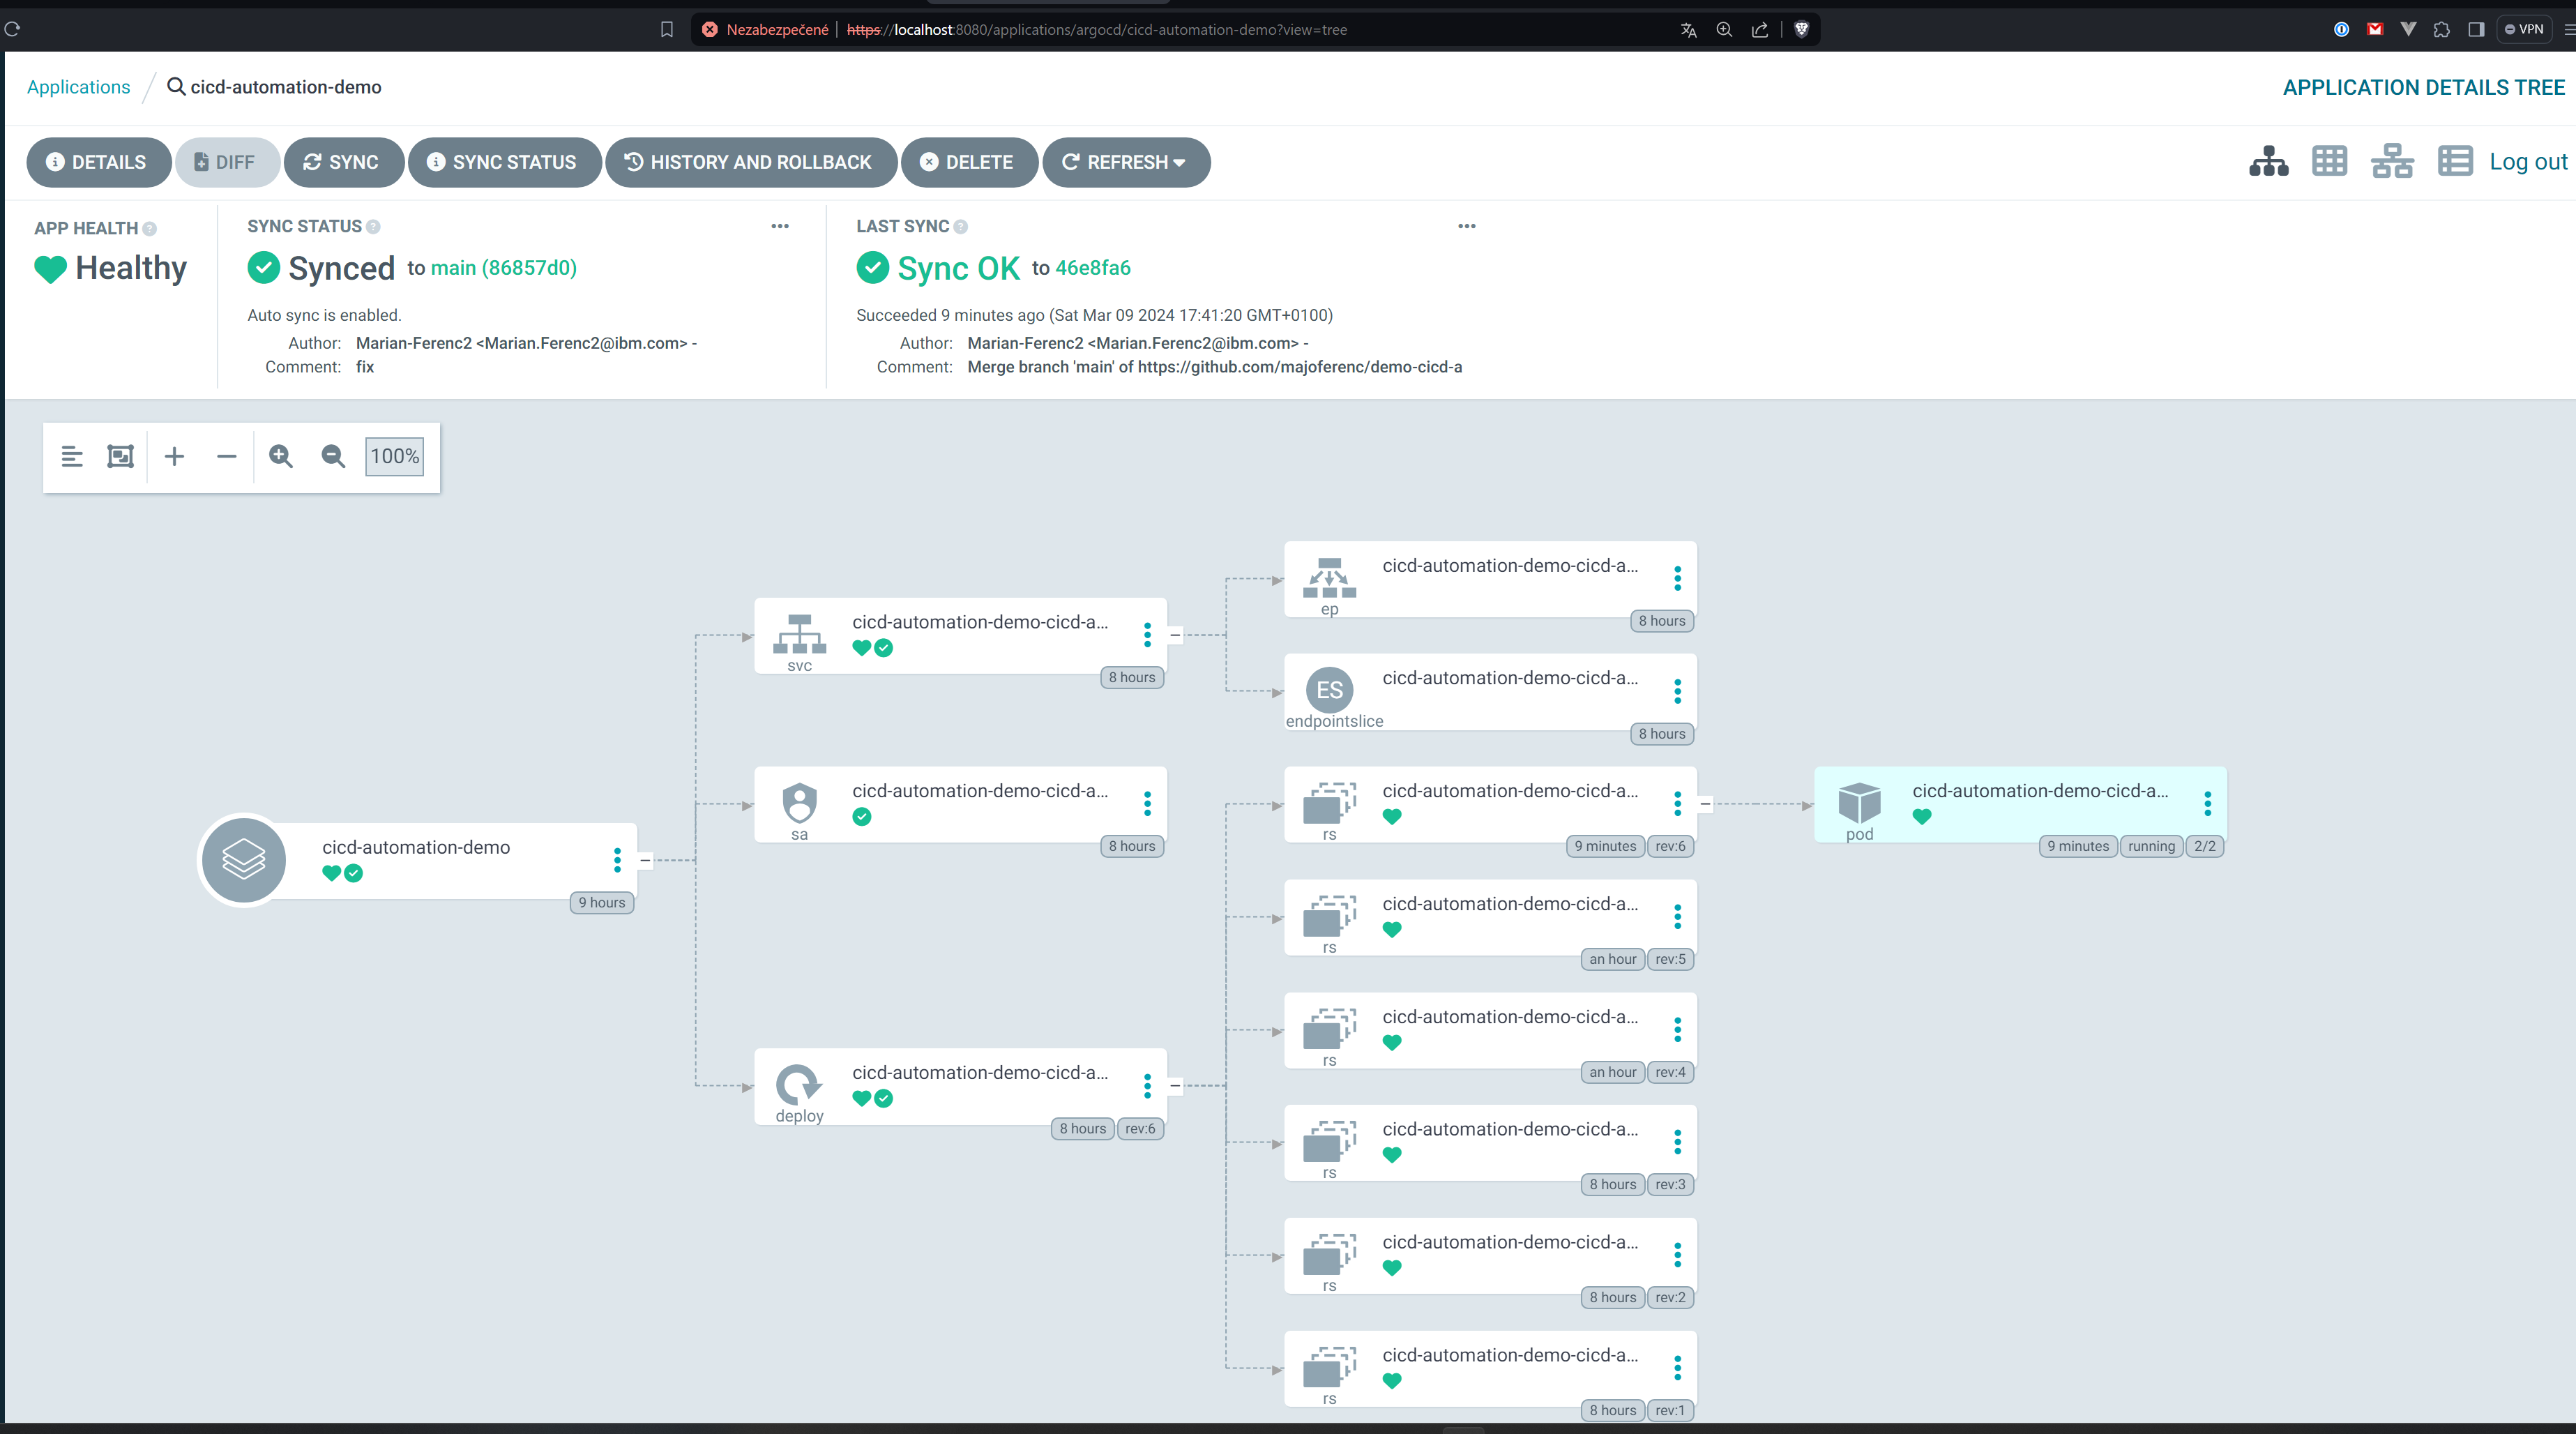 Nezabezpečené https://localhost:8080/applications/argocd/cicd-automation-demo?view=tree VPN
Applications cicd-automation-demo APPLICATION DETAILS TREE
DETAILS DIFF SYNC SYNC STATUS HISTORY AND ROLLBACK DELETE REFRESH Log out
APP HEALTH
Healthy
SYNC STATUS
Synced to main (86857d0)
Auto sync is enabled.
Author: Marian-Ferenc2 <Marian.Ferenc2@ibm.com> -
Comment: fix
LAST SYNC
Sync OK to 46e8fa6
Succeeded 9 minutes ago (Sat Mar 09 2024 17:41:20 GMT+0100)
Author: Marian-Ferenc2 <Marian.Ferenc2@ibm.com> -
Comment: Merge branch 'main' of https://github.com/majoferenc/demo-cicd-a
100%
cicd-automation-demo
9 hours
cicd-automation-demo-cicd-a...
svc
8 hours
cicd-automation-demo-cicd-a...
sa
8 hours
cicd-automation-demo-cicd-a...
deploy
8 hours rev:6
cicd-automation-demo-cicd-a...
ep
8 hours
ES cicd-automation-demo-cicd-a...
endpointslice
8 hours
cicd-automation-demo-cicd-a...
rs
9 minutes rev:6
cicd-automation-demo-cicd-a...
rs
an hour rev:5
cicd-automation-demo-cicd-a...
rs
an hour rev:4
cicd-automation-demo-cicd-a...
rs
8 hours rev:3
cicd-automation-demo-cicd-a...
rs
8 hours rev:2
cicd-automation-demo-cicd-a...
rs
8 hours rev:1
cicd-automation-demo-cicd-a...
pod
9 minutes running 2/2